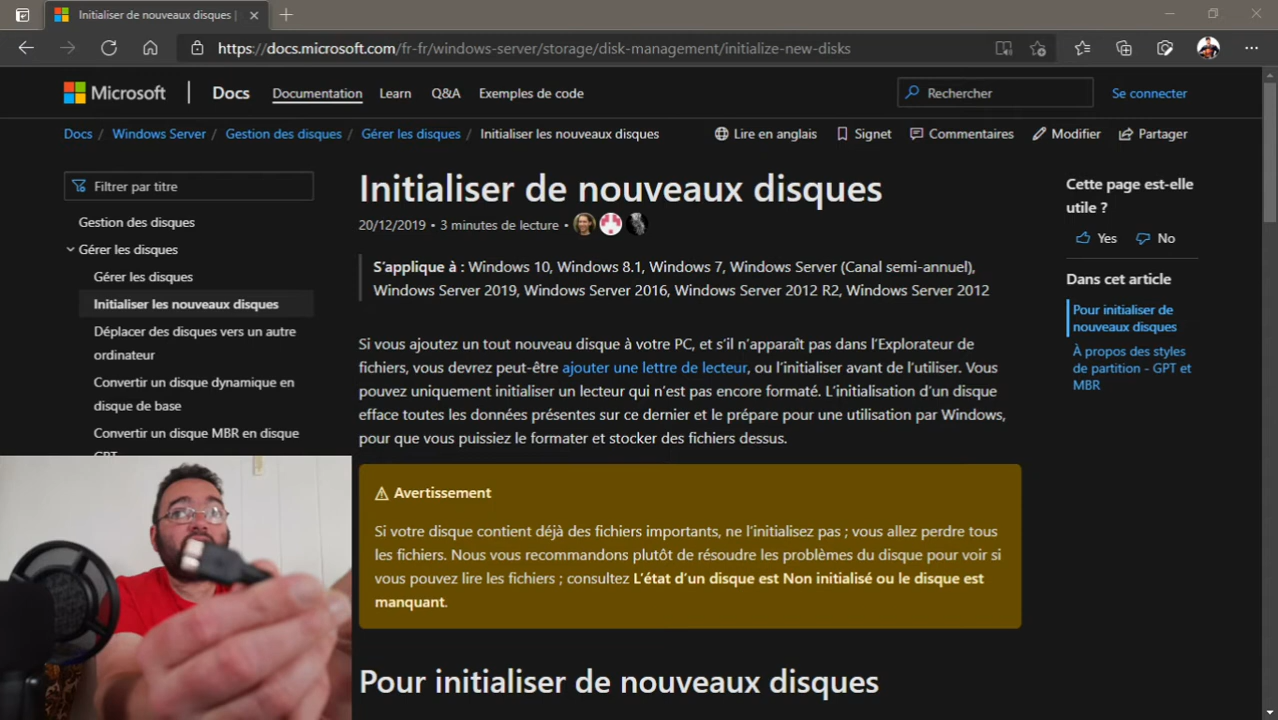 Initialiser de nouveaux disques |
https://docs.microsoft.com/fr-fr/windows-server/storage/disk-management/initialize-new-disks
Microsoft
Docs
Documentation
Learn
Q&A
Exemples de code
Rechercher
Se connecter
Docs / Windows Server / Gestion des disques / Gérer les disques / Initialiser les nouveaux disques
Lire en anglais
Signet
Commentaires
Modifier
Partager
Filtrer par titre
Gestion des disques
Gérer les disques
Gérer les disques
Initialiser les nouveaux disques
Déplacer des disques vers un autre
ordinateur
Convertir un disque dynamique en
disque de base
Convertir un disque MBR en disque
GPT
Initialiser de nouveaux disques
20/12/2019 • 3 minutes de lecture •
S'applique à : Windows 10, Windows 8.1, Windows 7, Windows Server (Canal semi-annuel),
Windows Server 2019, Windows Server 2016, Windows Server 2012 R2, Windows Server 2012
Si vous ajoutez un tout nouveau disque à votre PC, et s'il n'apparaît pas dans l'Explorateur de
fichiers, vous devrez peut-être ajouter une lettre de lecteur, ou l'initialiser avant de l'utiliser. Vous
pouvez uniquement initialiser un lecteur qui n'est pas encore formaté. L'initialisation d'un disque
efface toutes les données présentes sur ce dernier et le prépare pour une utilisation par Windows,
pour que vous puissiez le formater et stocker des fichiers dessus.
Avertissement
Si votre disque contient déjà des fichiers importants, ne l'initialisez pas ; vous allez perdre tous
les fichiers. Nous vous recommandons plutôt de résoudre les problèmes du disque pour voir si
vous pouvez lire les fichiers ; consultez L'état d'un disque est Non initialisé ou le disque est
manquant.
Pour initialiser de nouveaux disques
Cette page est-elle
utile ?
Yes
No
Dans cet article
Pour initialiser de
nouveaux disques
À propos des styles
de partition - GPT et
MBR